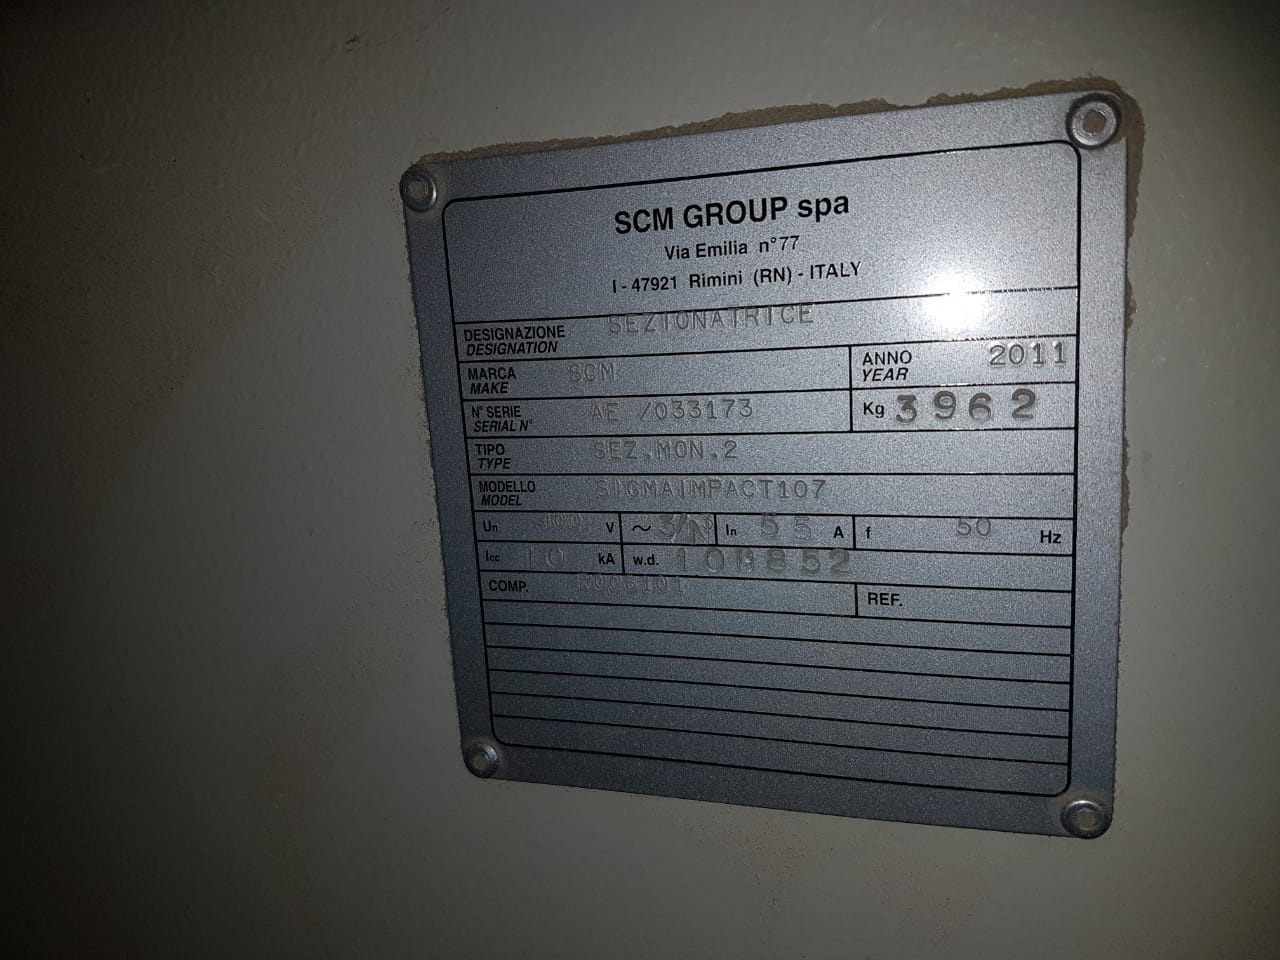 SCM GROUP spa
Via Emilia n°77
I - 47921 Rimini (RN) - ITALY
DESIGNAZIONE SEZIONATRICE
DESIGNATION
MARCA SCM ANNO 2011
MAKE YEAR
N° SERIE AE /033173 Kg 3962
SERIAL N°
TIPO SEZ.MON.2
TYPE
MODELLO SIGMAIMPACT107
MODEL
Un 400 V ~ In 55 A f 50 Hz
Icc 10 kA w.d.
COMP. REF.